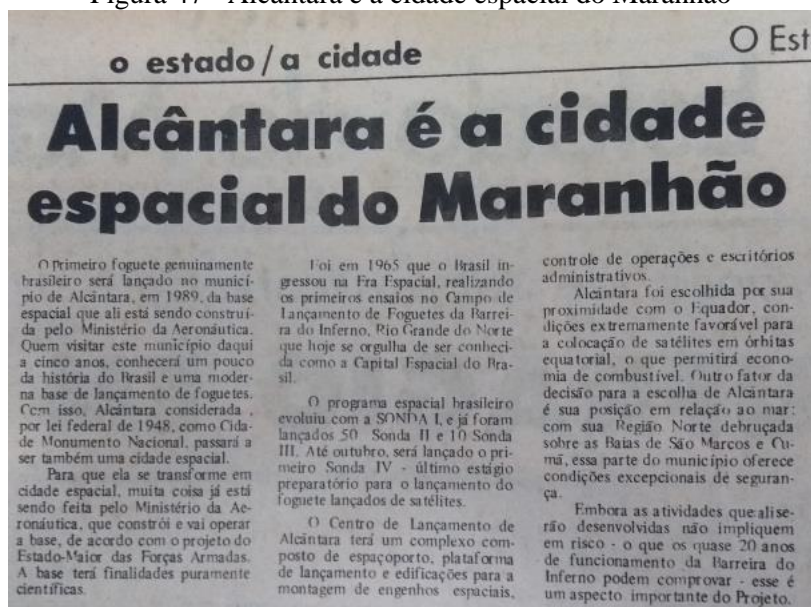 Figura 47 - Alcântara é a cidade espacial do Maranhão
o estado/a cidade
O Est
Alcântara é a cidade
espacial do Maranhão
O Primeiro foguete genuinamente
brasileiro será lançado no municí-
pio de Alcântara, em 1989, da base
espacial que ali está sendo construí-
da pelo Ministério da Aeronáutica.
Quem visitar este município daqui
a cinco anos, conhecerá um pouco
da história do Brasil e uma moder-
na base de lançamento de foguetes.
Com isso, Alcântara considerada ,
por lei federal de 1948, como Cida-
de Monumento Nacional, passará a
ser também uma cidade espacial.
Para que ela se transforme em
cidade espacial, muita coisa já está
sendo feita pelo Ministério da Ae-
ronáutica, que constrói e vai operar
a base, de acordo com o projeto do
Estado-Maior das Forças Armadas.
A base terá finalidades puramente
científicas.
Foi em 1965 que o Brasil in-
gressou na Era Espacial, realizando
os primeiros ensaios no Campo de
Lançamento de Foguetes da Barrei-
ra do Inferno, Rio Grande do Norte
que hoje se orgulha de ser conheci-
da como a Capital Espacial do Bra-
sil.
O programa espacial brasileiro
evoluiu com a SONDA I, e já foram
lançados 50 Sonda II e 10 Sonda
III. Até outubro, será lançado o pri-
meiro Sonda IV - último estágio
preparatório para o lançamento do
foguete lançados de satélites.
O Centro de Lançamento de
Alcântara terá um complexo com-
posto de espaçoporto, plataforma
de lançamento e edificações para a
montagem de engenhos espaciais,
controle de operações e escritórios
administrativos.
Alcântara foi escolhida por sua
proximidade com o Equador, con-
dições extremamente favorável para
a colocação de satélites em órbitas
equatorial, o que permitirá econo-
mia de combustível. Outro fator da
decisão para a escolha de Alcântara
é sua posição em relação ao mar:
com sua Região Norte debruçada
sobre as Baias de São Marcos e Cu-
mã, essa parte do município oferece
condições excepcionais de seguran-
ça.
Embora as atividades que ali se-
rão desenvolvidas não impliquem
em risco - o que os quase 20 anos
de funcionamento da Barreira do
Inferno podem comprovar - esse é
um aspecto importante do Projeto.